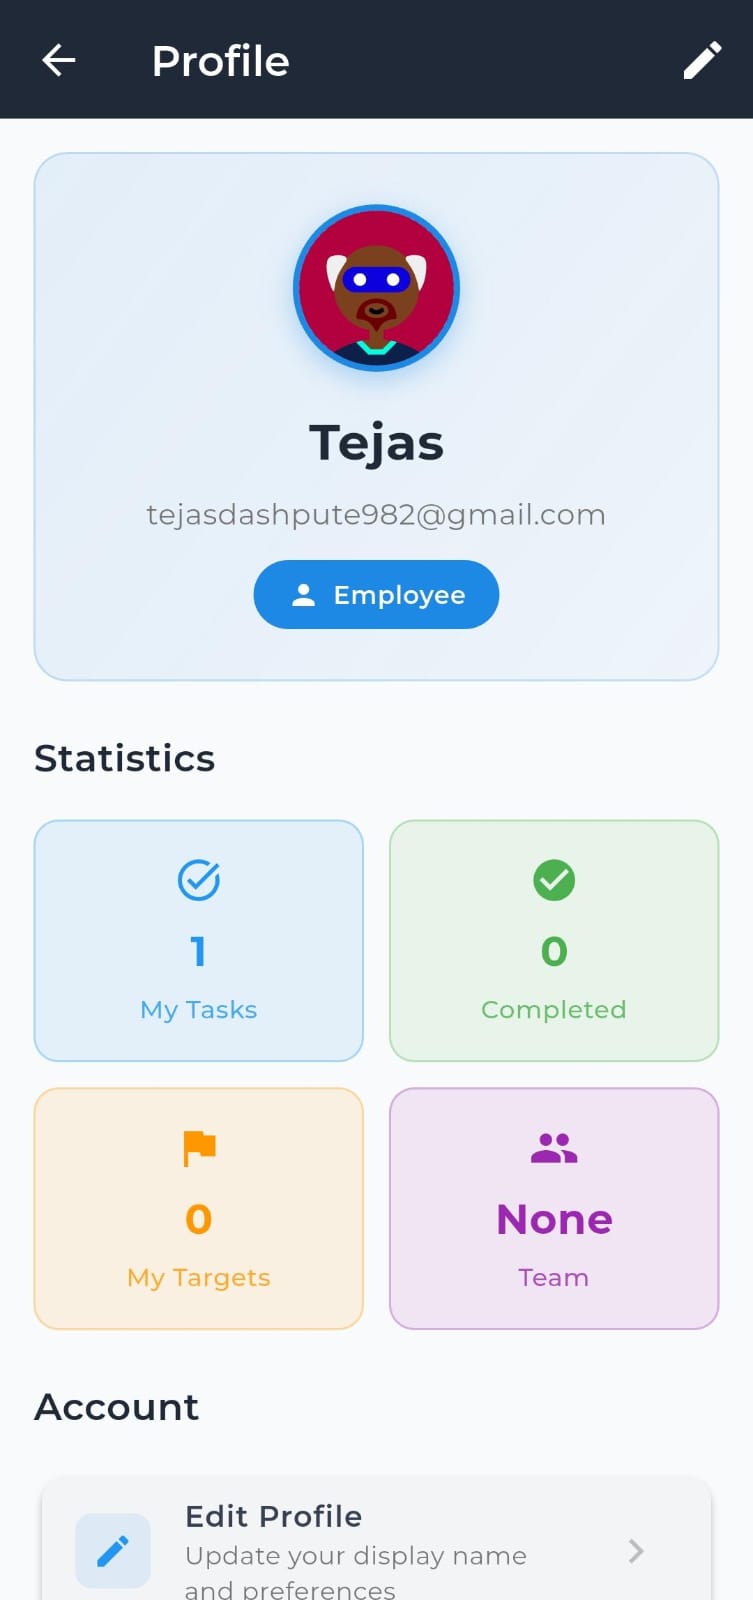 Profile
Tejas
tejasdashpute982@gmail.com
Employee
Statistics
1
My Tasks
0
Completed
0
My Targets
None
Team
Account
Edit Profile
Update your display name
and preferences